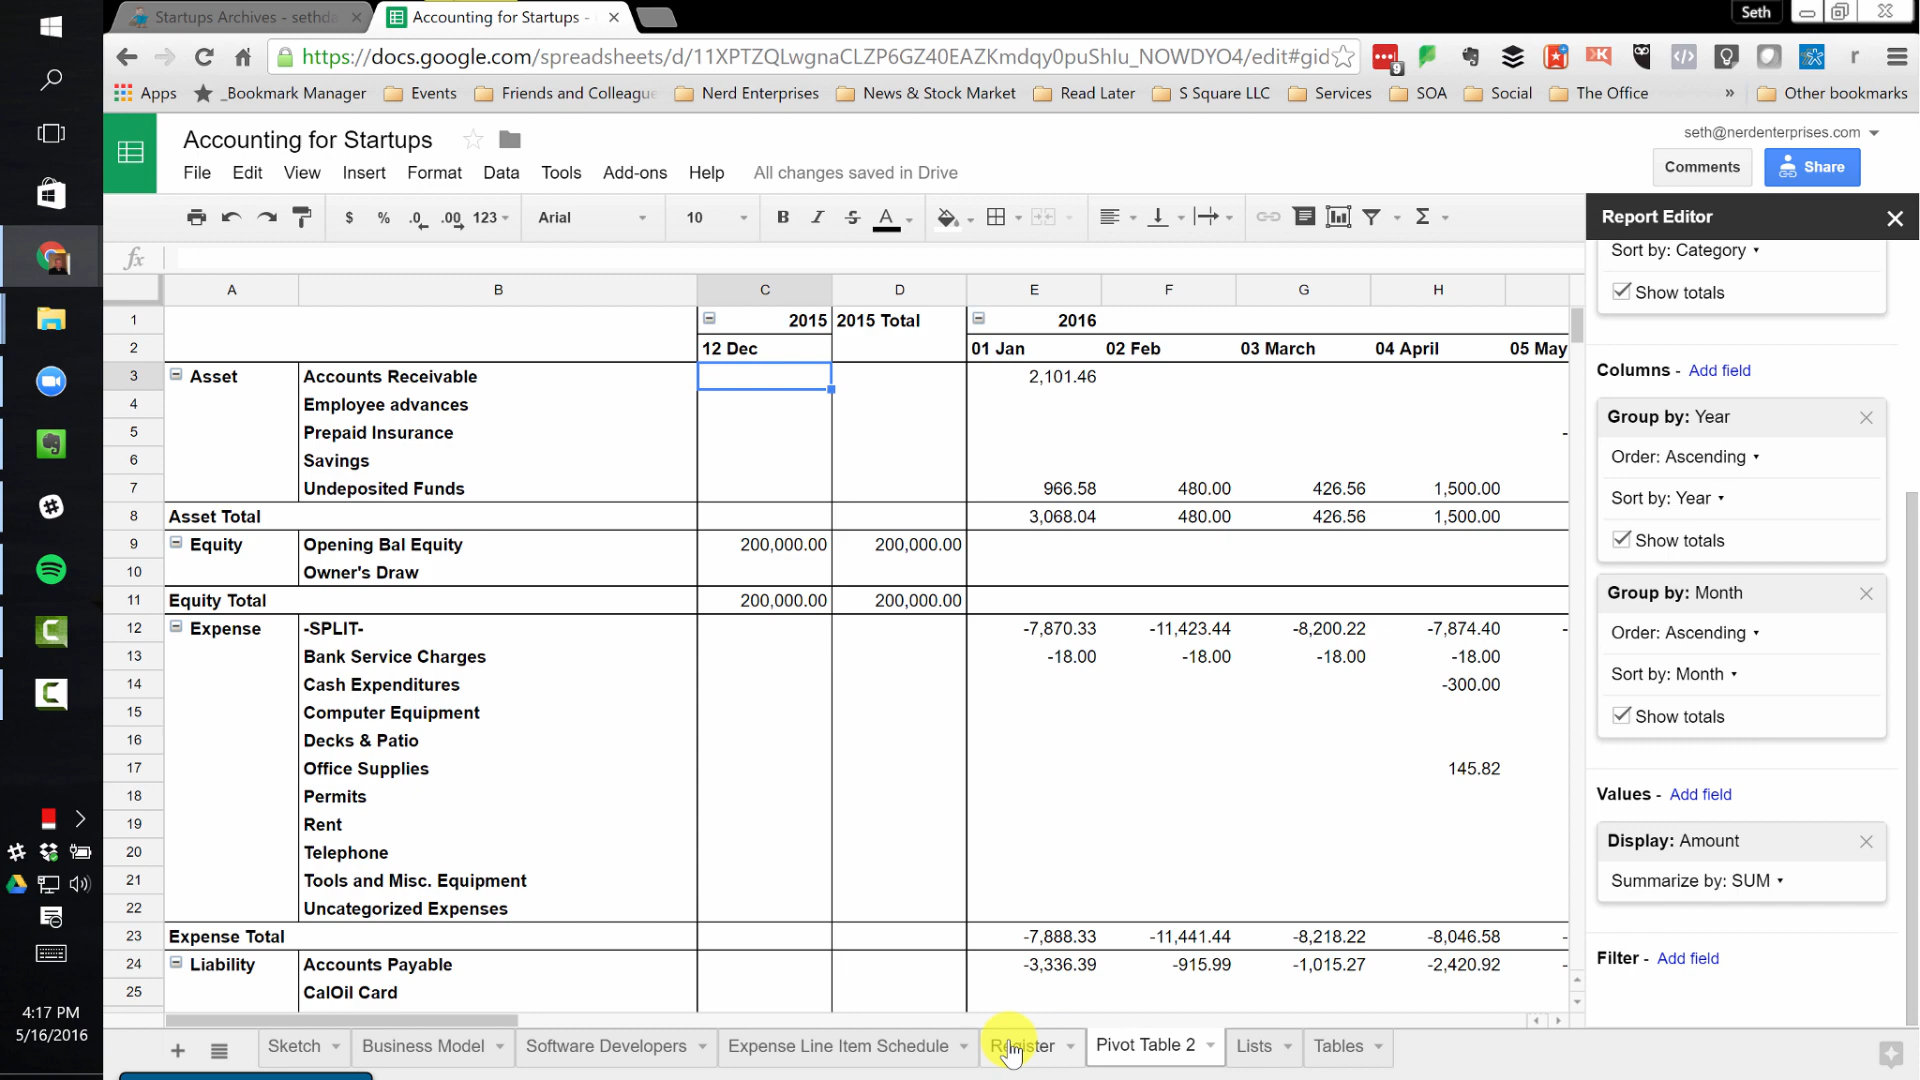 Startups Archives - sethda
Accounting for Startups -
Seth
https://docs.google.com/spreadsheets/d/11XPTZQLwgnaCLZP6GZ40EAZKmdqy0puShlu_NOWDYO4/edit#gid
9
Apps
_Bookmark Manager
Events
Friends and Colleague
Nerd Enterprises
News & Stock Market
Read Later
S Square LLC
Services
SOA
Social
The Office
»
Other bookmarks
Accounting for Startups
seth@nerdenterprises.com
File Edit View Insert Format Data Tools Add-ons Help All changes saved in Drive
Comments
Share
$ % .0 .00 123 Arial 10 B I S A Σ
fx
Report Editor
Sort by: Category
Show totals
Columns - Add field
Group by: Year
Order: Ascending
Sort by: Year
Show totals
Group by: Month
Order: Ascending
Sort by: Month
Show totals
Values - Add field
Display: Amount
Summarize by: SUM
Filter - Add field
A B C D E F G H
1 2015 2015 Total 2016
2 12 Dec 01 Jan 02 Feb 03 March 04 April 05 May
3 Asset Accounts Receivable 2,101.46
4 Employee advances
5 Prepaid Insurance -
6 Savings
7 Undeposited Funds 966.58 480.00 426.56 1,500.00
8 Asset Total 3,068.04 480.00 426.56 1,500.00
9 Equity Opening Bal Equity 200,000.00 200,000.00
10 Owner's Draw
11 Equity Total 200,000.00 200,000.00
12 Expense -SPLIT- -7,870.33 -11,423.44 -8,200.22 -7,874.40 -
13 Bank Service Charges -18.00 -18.00 -18.00 -18.00
14 Cash Expenditures -300.00
15 Computer Equipment
16 Decks & Patio
17 Office Supplies 145.82
18 Permits
19 Rent
20 Telephone
21 Tools and Misc. Equipment
22 Uncategorized Expenses
23 Expense Total -7,888.33 -11,441.44 -8,218.22 -8,046.58 -
24 Liability Accounts Payable -3,336.39 -915.99 -1,015.27 -2,420.92 -
25 CalOil Card
Sketch
Business Model
Software Developers
Expense Line Item Schedule
Register
Pivot Table 2
Lists
Tables
4:17 PM
5/16/2016